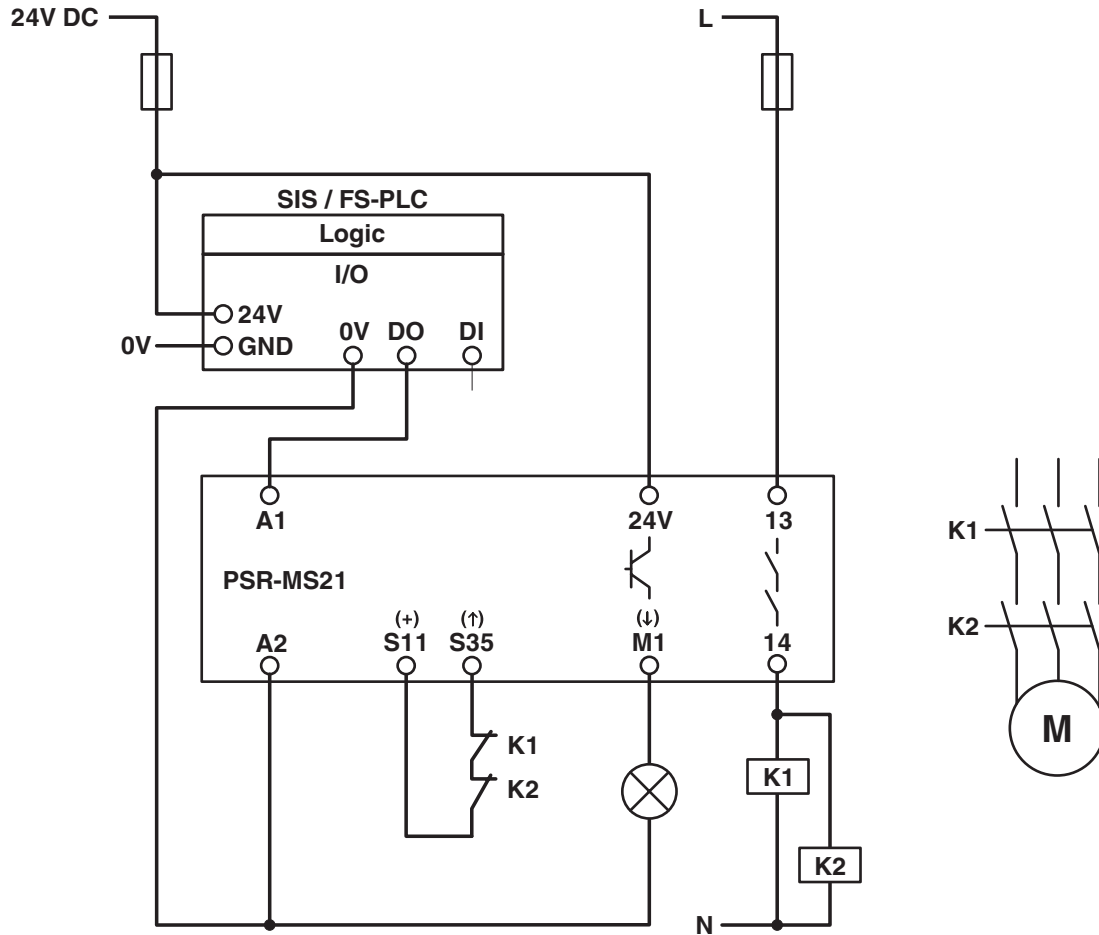 24V DC
L
SIS / FS-PLC
Logic
I/O
24V
0V
GND
0V
DO
DI
A1
24V
13
PSR-MS21
(+)
(↑)
(↓)
A2
S11
S35
M1
14
K1
K2
K1
K2
N
K1
K2
M